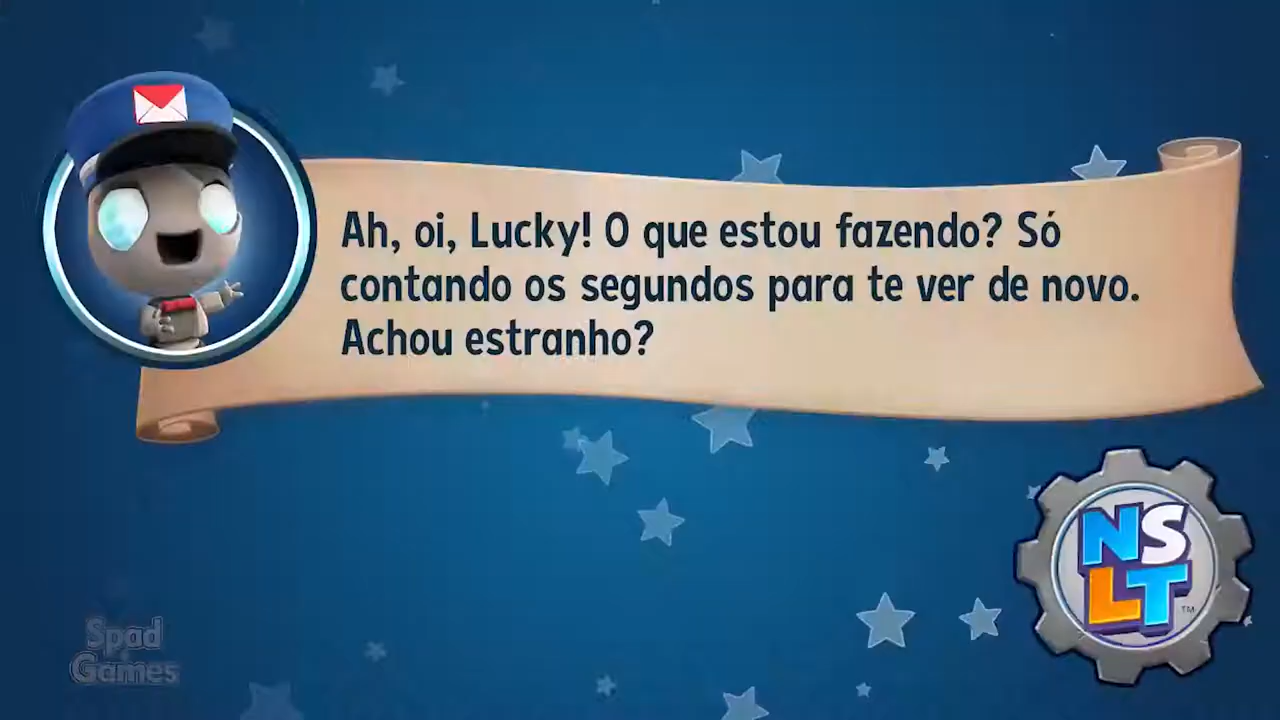 Ah, oi, Lucky! O que estou fazendo? Só
contando os segundos para te ver de novo.
Achou estranho?
NS
LT™
Spad
Games